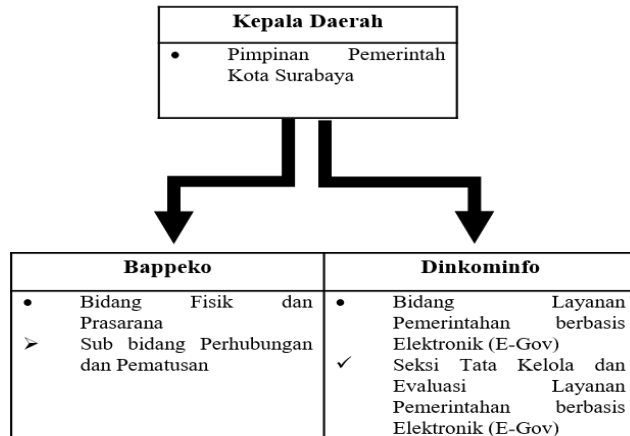 Kepala Daerah
• Pimpinan Pemerintah
Kota Surabaya
Bappeko
• Bidang Fisik dan
Prasarana
➢ Sub bidang Perhubungan
dan Pematusan
Dinkominfo
• Bidang Layanan
Pemerintahan berbasis
Elektronik (E-Gov)
✓ Seksi Tata Kelola dan
Evaluasi Layanan
Pemerintahan berbasis
Elektronik (E-Gov)